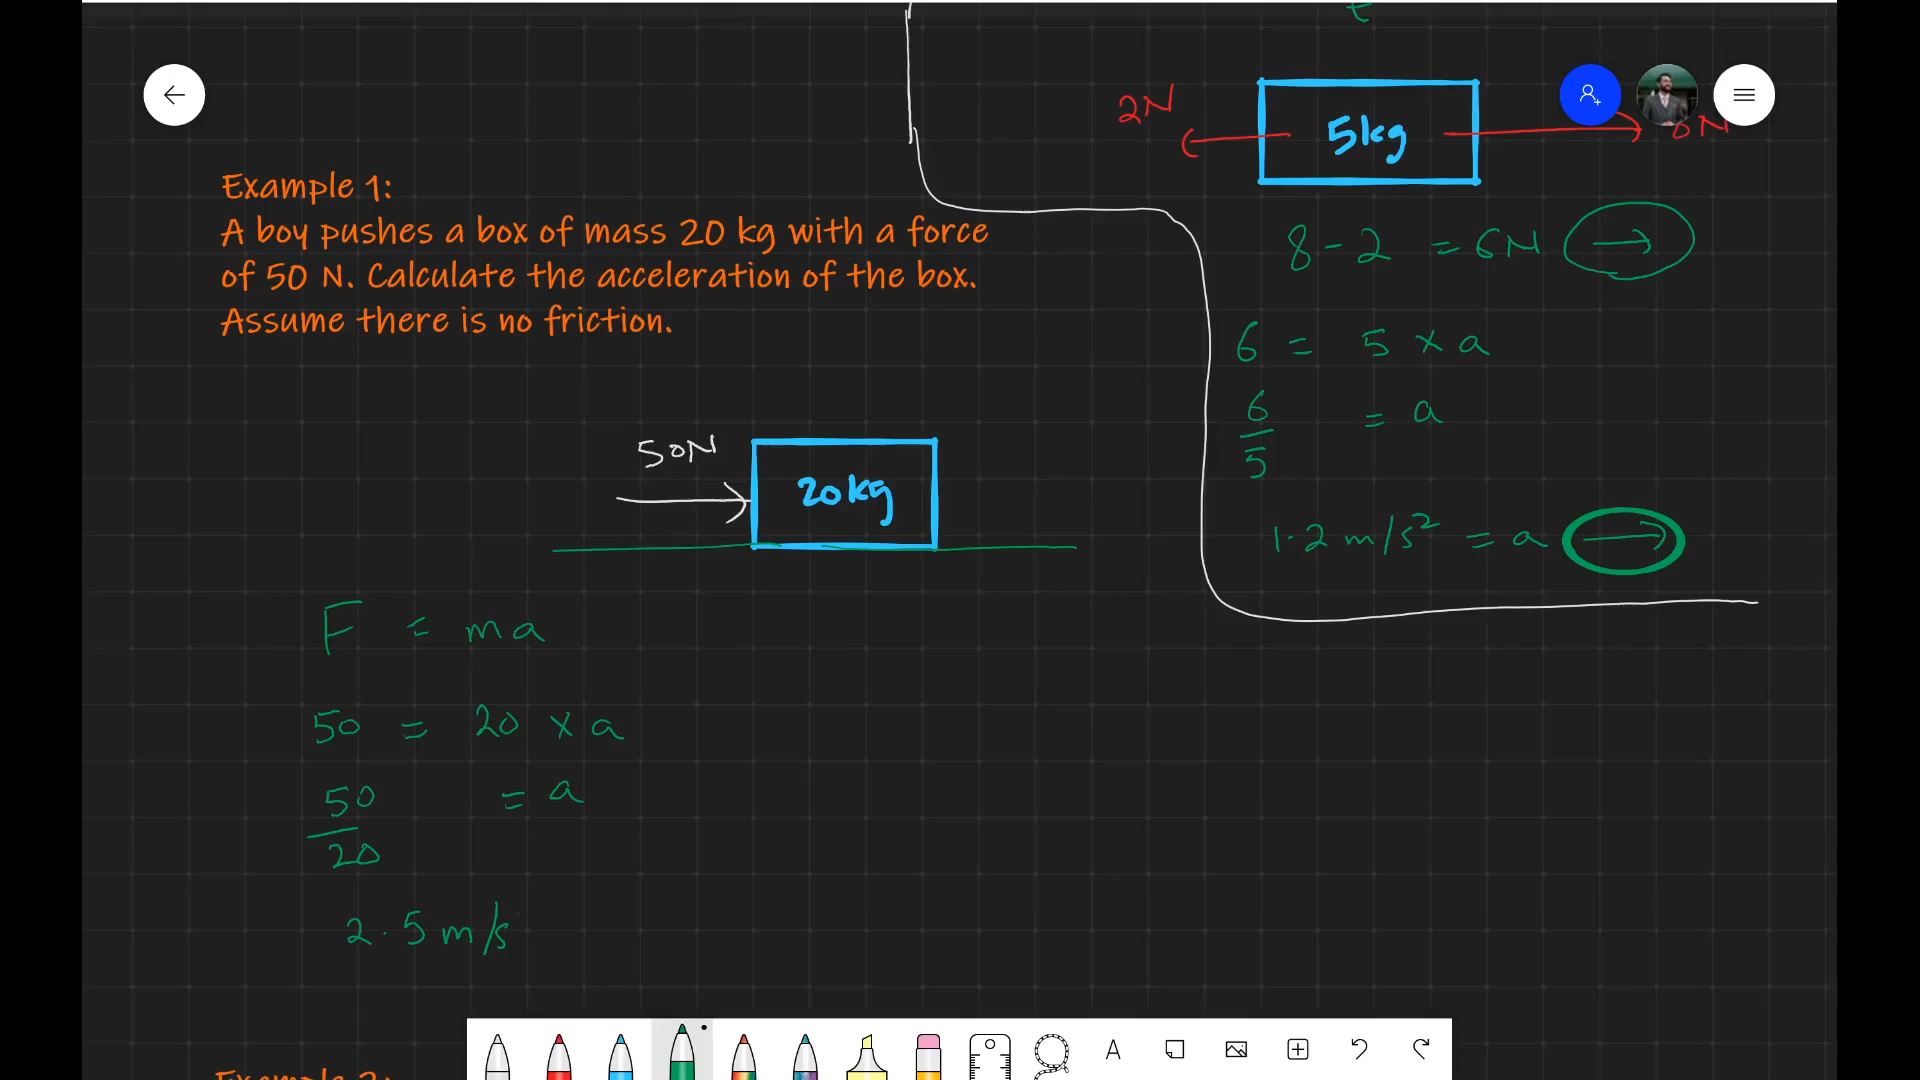 t
2N
5kg
Example 1:
A boy pushes a box of mass 20 kg with a force
of 50 N. Calculate the acceleration of the box.
Assume there is no friction.
8 - 2 = 6N →
6 = 5 × a
6/5 = a
1.2 m/s² = a →
50N
20kg
F = ma
50 = 20 × a
50/20 = a
2.5 m/s
Example 2:
A